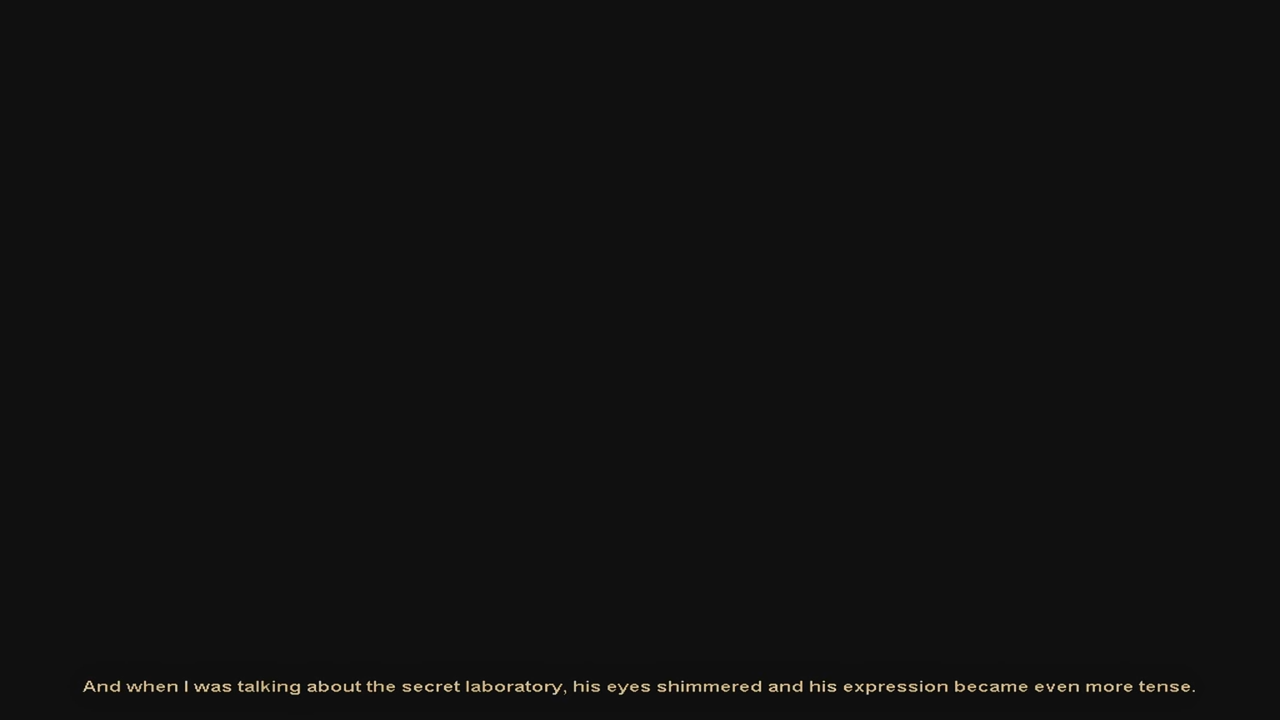 And when I was talking about the secret laboratory, his eyes shimmered and his expression became even more tense.